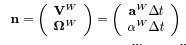 n = ( V^W Ω^W ) = ( a^W Δt α^W Δt )